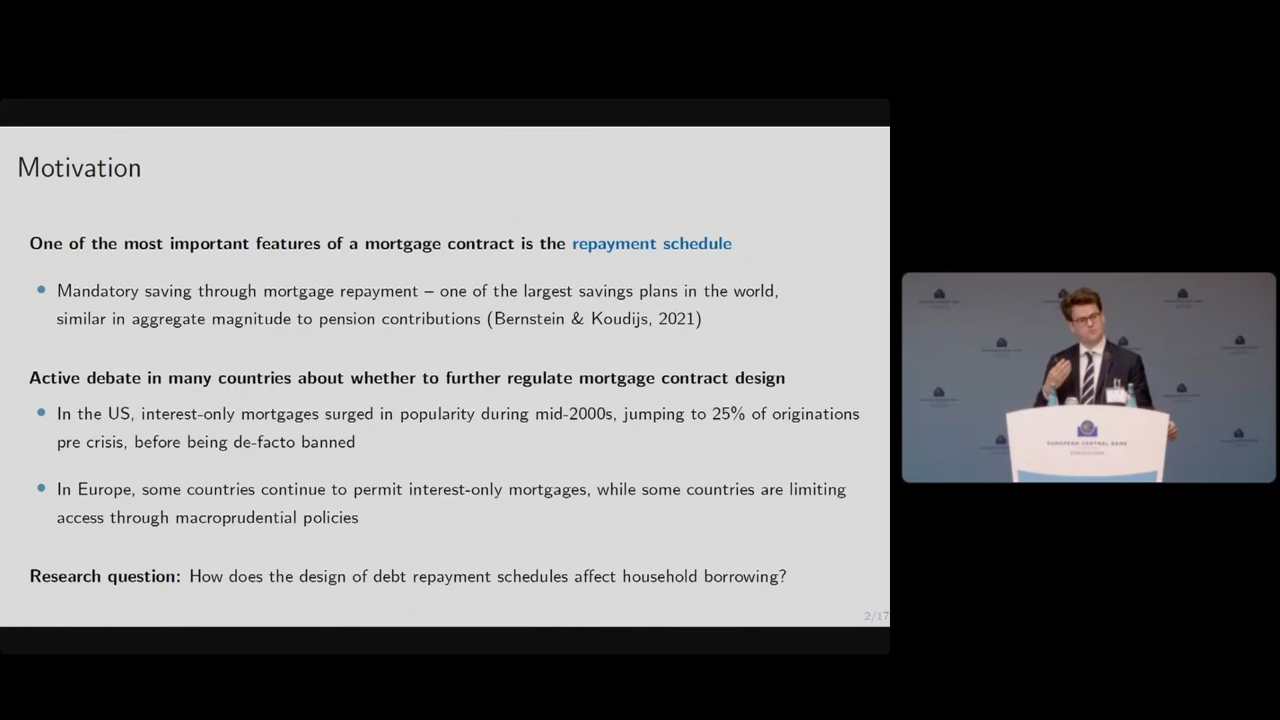 Motivation
One of the most important features of a mortgage contract is the repayment schedule
Mandatory saving through mortgage repayment – one of the largest savings plans in the world,
similar in aggregate magnitude to pension contributions (Bernstein & Koudijs, 2021)
Active debate in many countries about whether to further regulate mortgage contract design
In the US, interest-only mortgages surged in popularity during mid-2000s, jumping to 25% of originations
pre crisis, before being de-facto banned
In Europe, some countries continue to permit interest-only mortgages, while some countries are limiting
access through macroprudential policies
Research question: How does the design of debt repayment schedules affect household borrowing?
2/17
EUROPEAN CENTRAL BANK